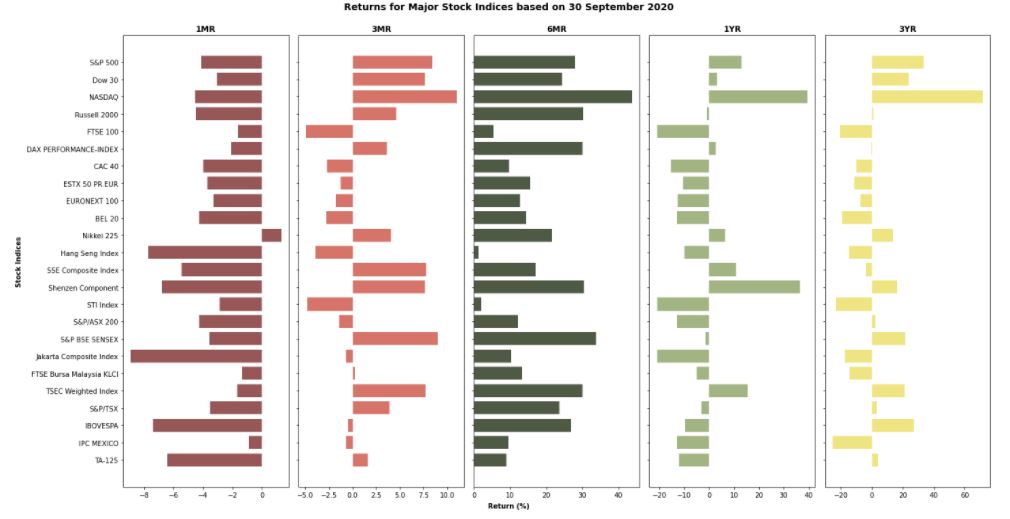 Returns for Major Stock Indices based on 30 September 2020
1MR 3MR 6MR 1YR 3YR
Stock Indices
S&P 500
Dow 30
NASDAQ
Russell 2000
FTSE 100
DAX PERFORMANCE-INDEX
CAC 40
ESTX 50 PR.EUR
EURONEXT 100
BEL 20
Nikkei 225
Hang Seng Index
SSE Composite Index
Shenzen Component
STI Index
S&P/ASX 200
S&P BSE SENSEX
Jakarta Composite Index
FTSE Bursa Malaysia KLCI
TSEC Weighted Index
S&P/TSX
IBOVESPA
IPC MEXICO
TA-125
−8 −6 −4 −2 0 −5.0 −2.5 0.0 2.5 5.0 7.5 10.0 0 10 20 30 40 −20 −10 0 10 20 30 40 −20 0 20 40 60
Return (%)